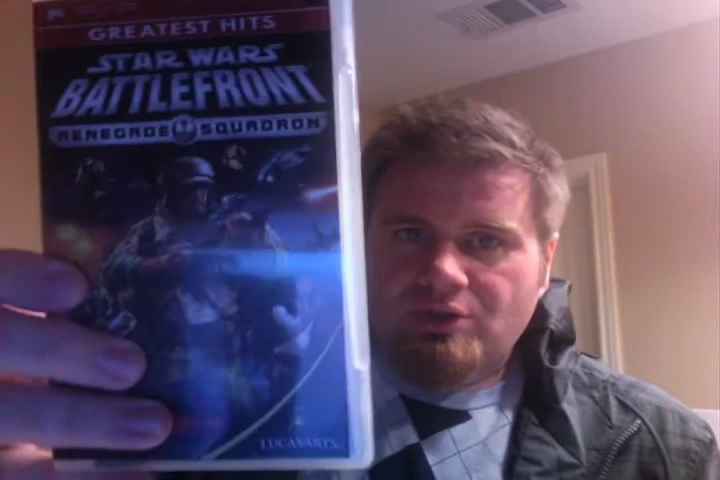 GREATEST HITS
STAR WARS
BATTLEFRONT
RENEGADE SQUADRON
LUCASARTS